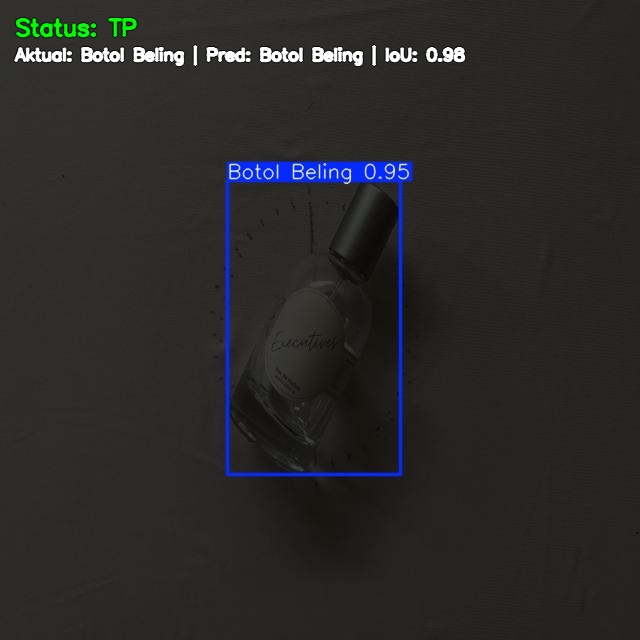 Status: TP
Aktual: Botol Beling | Pred: Botol Beling | IoU: 0.98
Botol Beling 0.95
Executives